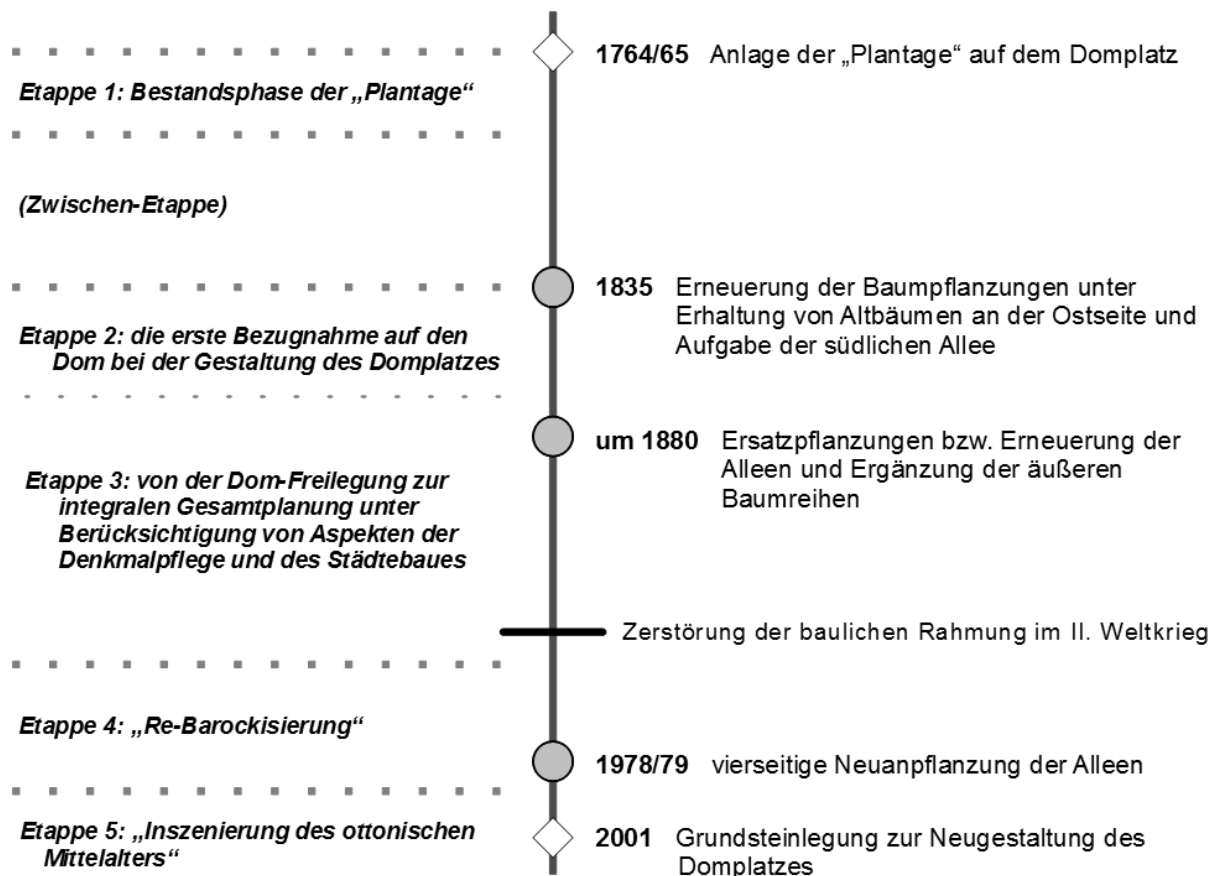 1764/65 Anlage der „Plantage“ auf dem Domplatz
Etappe 1: Bestandsphase der „Plantage“
(Zwischen-Etappe)
1835 Erneuerung der Baumpflanzungen unter
Erhaltung von Altbäumen an der Ostseite und
Aufgabe der südlichen Allee
Etappe 2: die erste Bezugnahme auf den
Dom bei der Gestaltung des Domplatzes
um 1880 Ersatzpflanzungen bzw. Erneuerung der
Alleen und Ergänzung der äußeren
Baumreihen
Etappe 3: von der Dom-Freilegung zur
integralen Gesamtplanung unter
Berücksichtigung von Aspekten der
Denkmalpflege und des Städtebaues
Zerstörung der baulichen Rahmung im II. Weltkrieg
Etappe 4: „Re-Barockisierung“
1978/79 vierseitige Neuanpflanzung der Alleen
Etappe 5: „Inszenierung des ottonischen
Mittelalters“
2001 Grundsteinlegung zur Neugestaltung des
Domplatzes